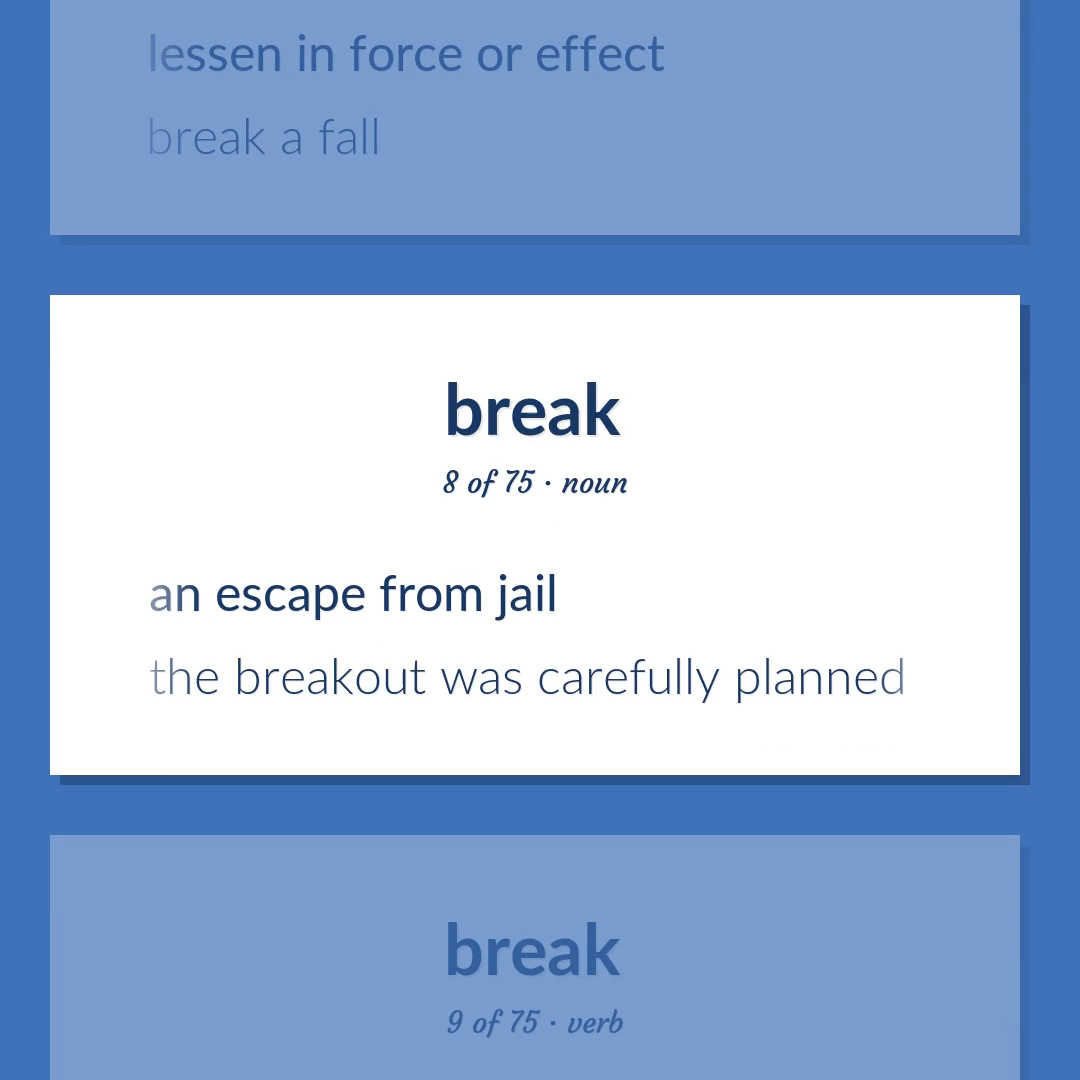 lessen in force or effect
break a fall
break
8 of 75 · noun
an escape from jail
the breakout was carefully planned
break
9 of 75 · verb